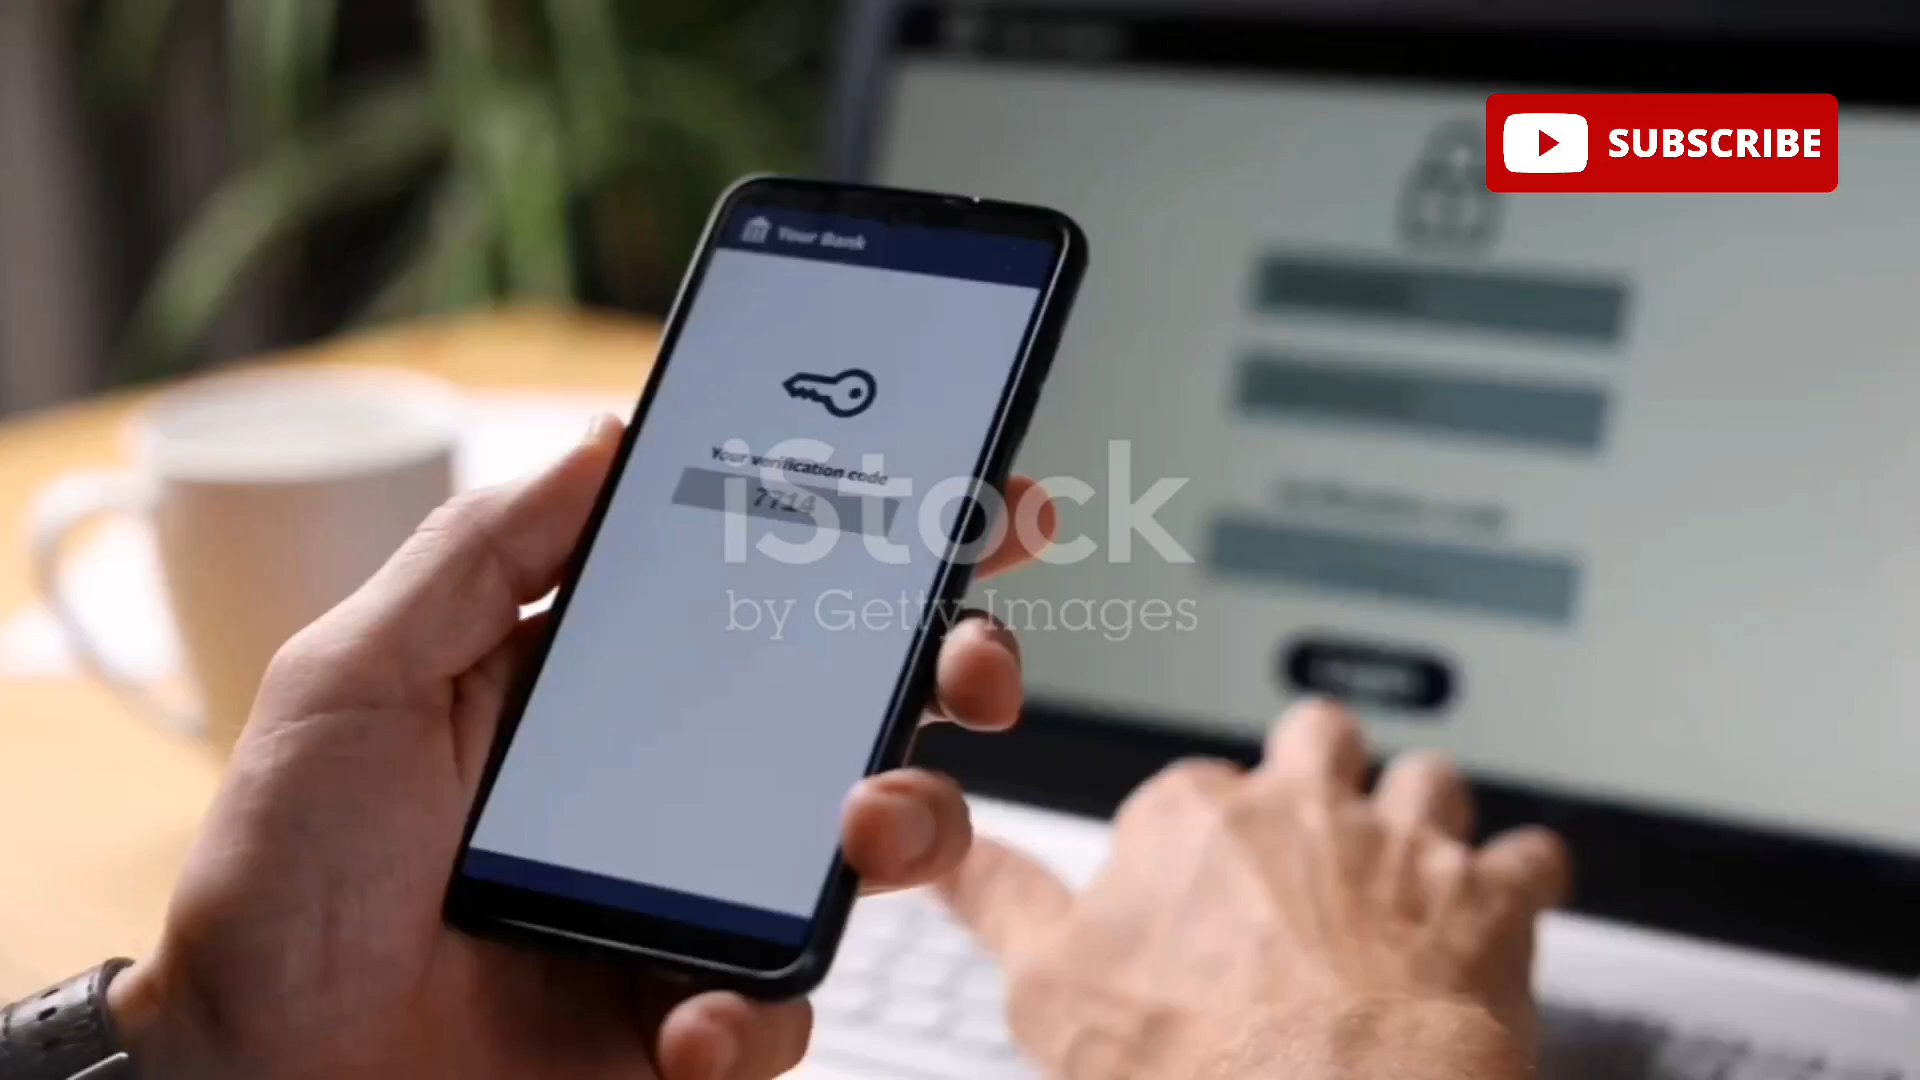 SUBSCRIBE
Your Bank
Your verification code
7714
iStock
by Getty Images